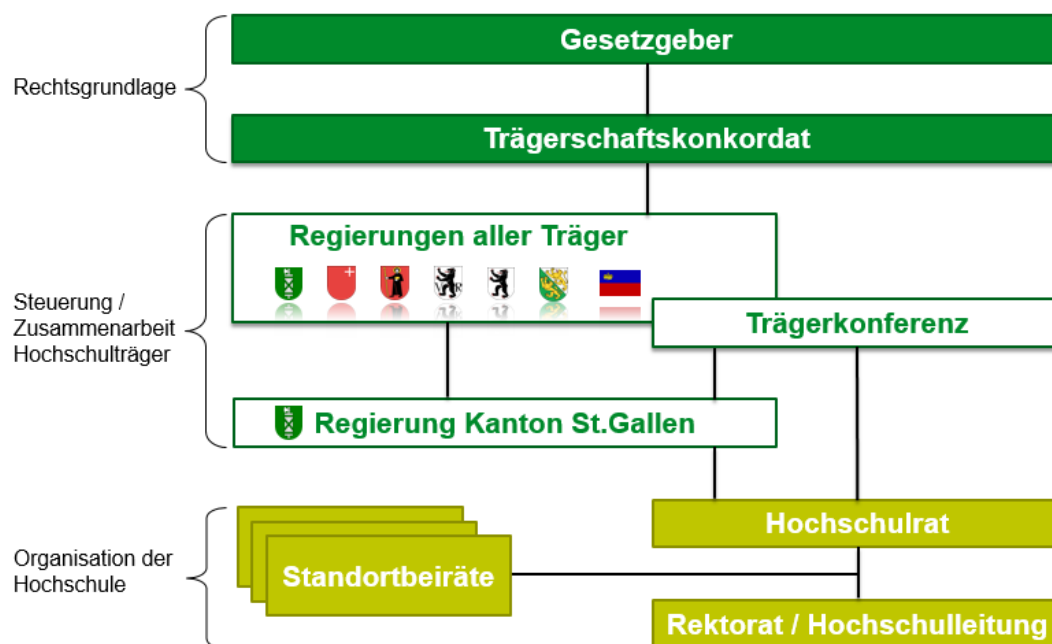 Gesetzgeber
Rechtsgrundlage
Trägerschaftskonkordat
Regierungen aller Träger
Steuerung /
Zusammenarbeit
Hochschulträger
Trägerkonferenz
Regierung Kanton St.Gallen
Hochschulrat
Organisation der
Hochschule
Standortbeiräte
Rektorat / Hochschulleitung